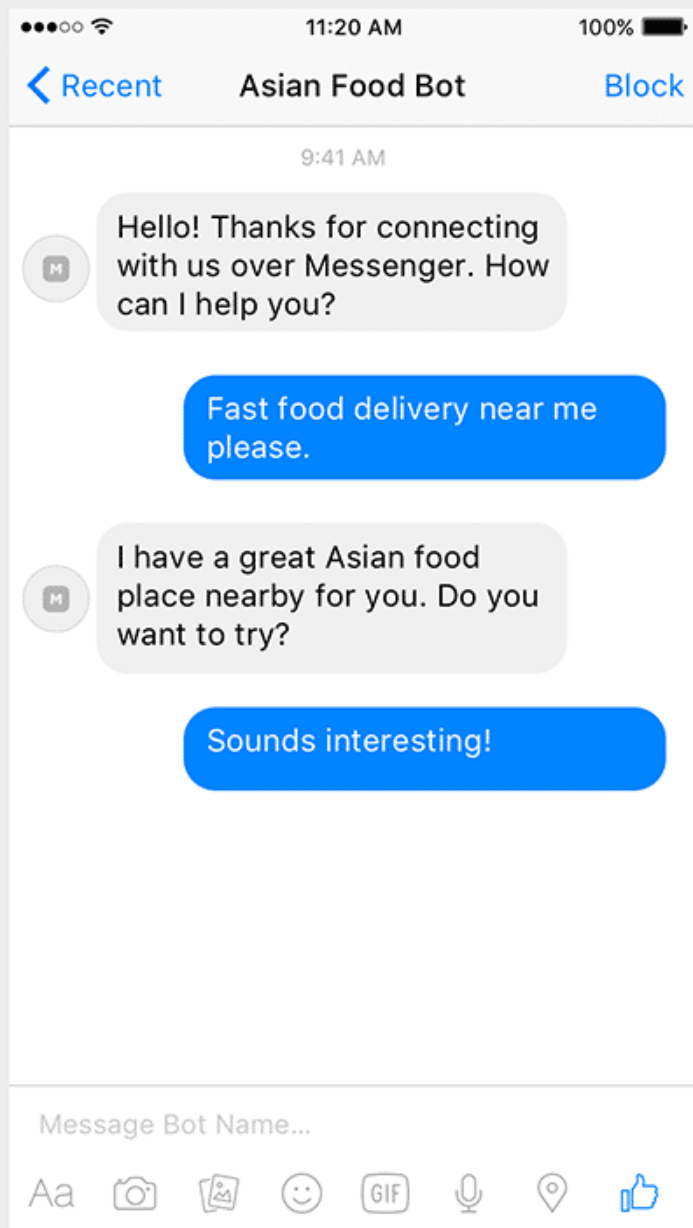 11:20 AM 100%
Recent Asian Food Bot Block
9:41 AM
Hello! Thanks for connecting
with us over Messenger. How
can I help you?
M
Fast food delivery near me
please.
I have a great Asian food
place nearby for you. Do you
want to try?
M
Sounds interesting!
Message Bot Name...
Aa GIF